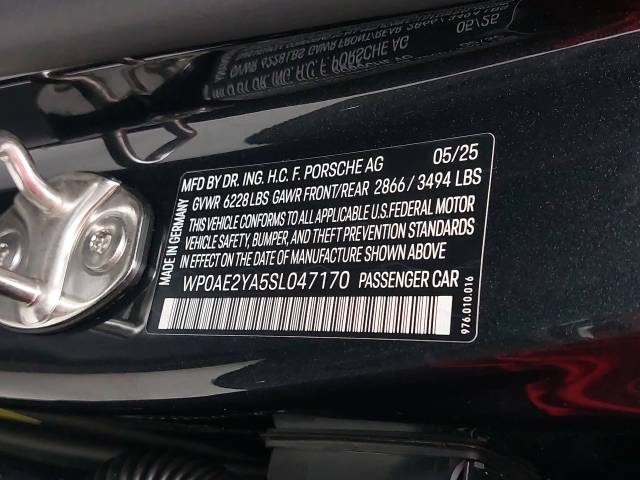 MFD BY DR. ING. H.C. F. PORSCHE AG 05/25
GVWR 6228LBS GAWR FRONT/REAR 2866/3494 LBS
THIS VEHICLE CONFORMS TO ALL APPLICABLE U.S.FEDERAL MOTOR
VEHICLE SAFETY, BUMPER, AND THEFT PREVENTION STANDARDS
IN EFFECT ON THE DATE OF MANUFACTURE SHOWN ABOVE.
WP0AE2YA5SL047170 PASSENGER CAR
MADE IN GERMANY
976.010.016